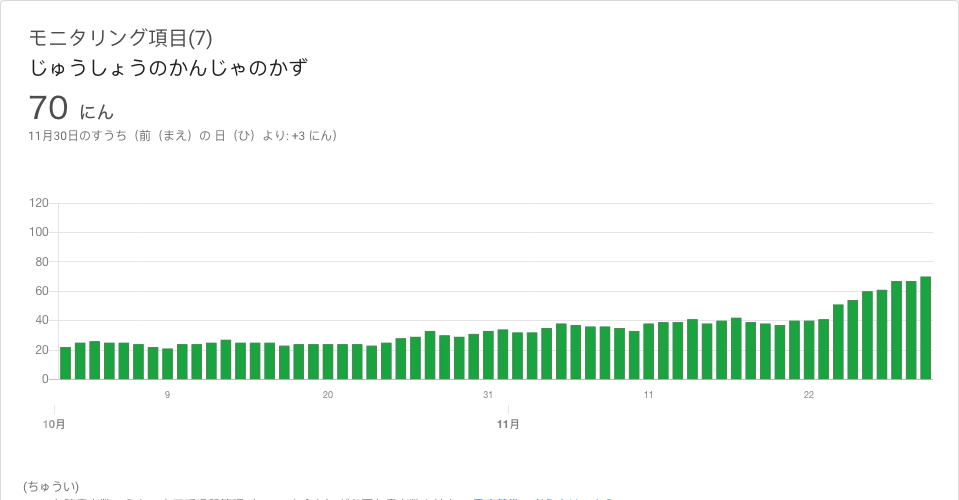 モニタリング項目(7)
じゅうしょうのかんじゃのかず
70 にん
11月30日のすうち（前（まえ）の 日（ひ）より: +3 にん）
120
100
80
60
40
20
0
9 20 31 11 22
10月 11月
(ちゅうい)